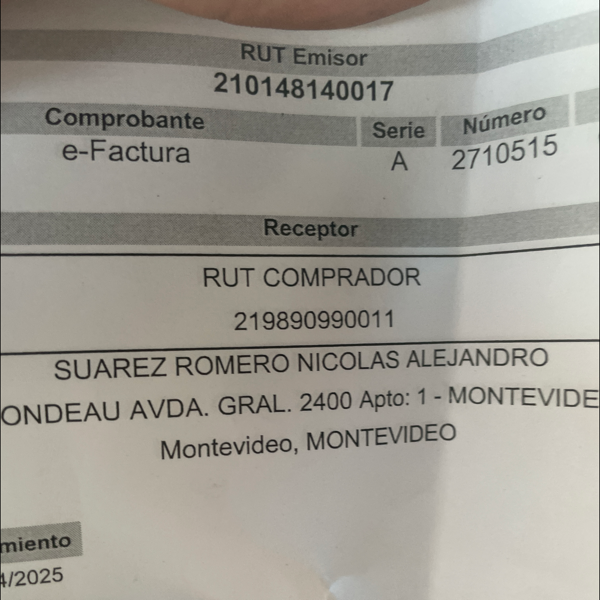 RUT Emisor
210148140017
Comprobante Serie Número
e-Factura A 2710515
Receptor
RUT COMPRADOR
219890990011
SUAREZ ROMERO NICOLAS ALEJANDRO
ONDEAU AVDA. GRAL. 2400 Apto: 1 - MONTEVIDE
Montevideo, MONTEVIDEO
miento
4/2025